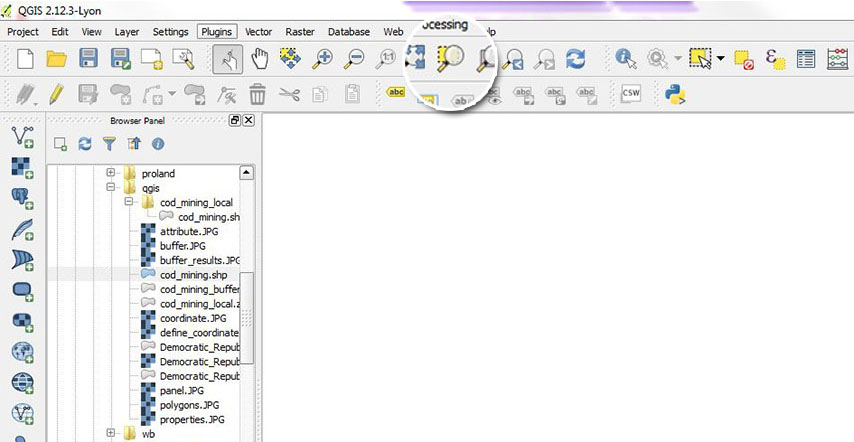 QGIS 2.12.3-Lyon
Project Edit View Layer Settings Plugins Vector Raster Database Web ocessing lp
1:1
abc abc abc abc abc abc CSW
Browser Panel
proland
qgis
cod_mining_local
cod_mining.sh
attribute.JPG
buffer.JPG
buffer_results.JPG
cod_mining.shp
cod_mining_buffer
cod_mining_local.z
coordinate.JPG
define_coordinate
Democratic_Repub
Democratic_Repub
Democratic_Repub
panel.JPG
polygons.JPG
properties.JPG
wb